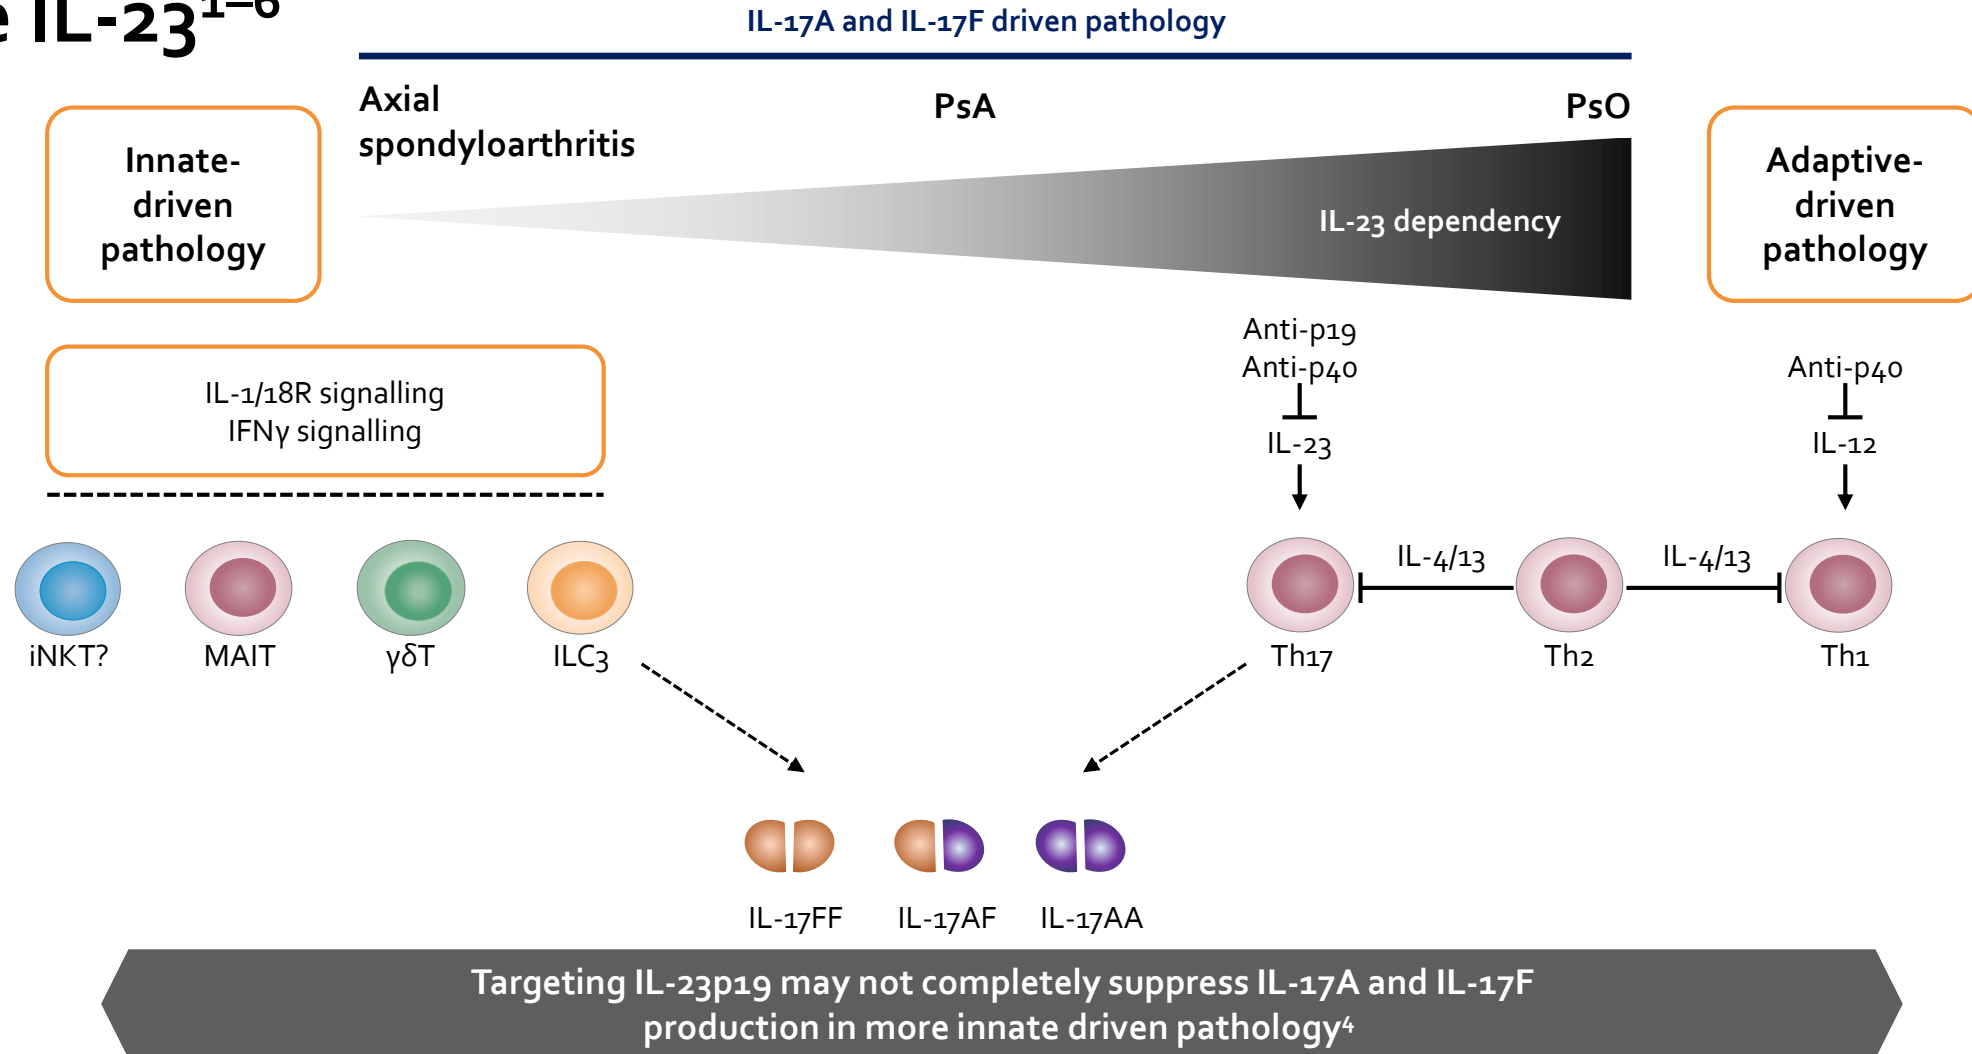 e IL-23¹⁻⁶
IL-17A and IL-17F driven pathology
Axial
spondyloarthritis
PsA
PsO
Innate-
driven
pathology
Adaptive-
driven
pathology
IL-23 dependency
IL-1/18R signalling
IFNγ signalling
Anti-p19
Anti-p40
IL-23
Anti-p40
IL-12
IL-4/13
IL-4/13
iNKT?
MAIT
γδT
ILC3
Th17
Th2
Th1
IL-17FF
IL-17AF
IL-17AA
Targeting IL-23p19 may not completely suppress IL-17A and IL-17F
production in more innate driven pathology⁴